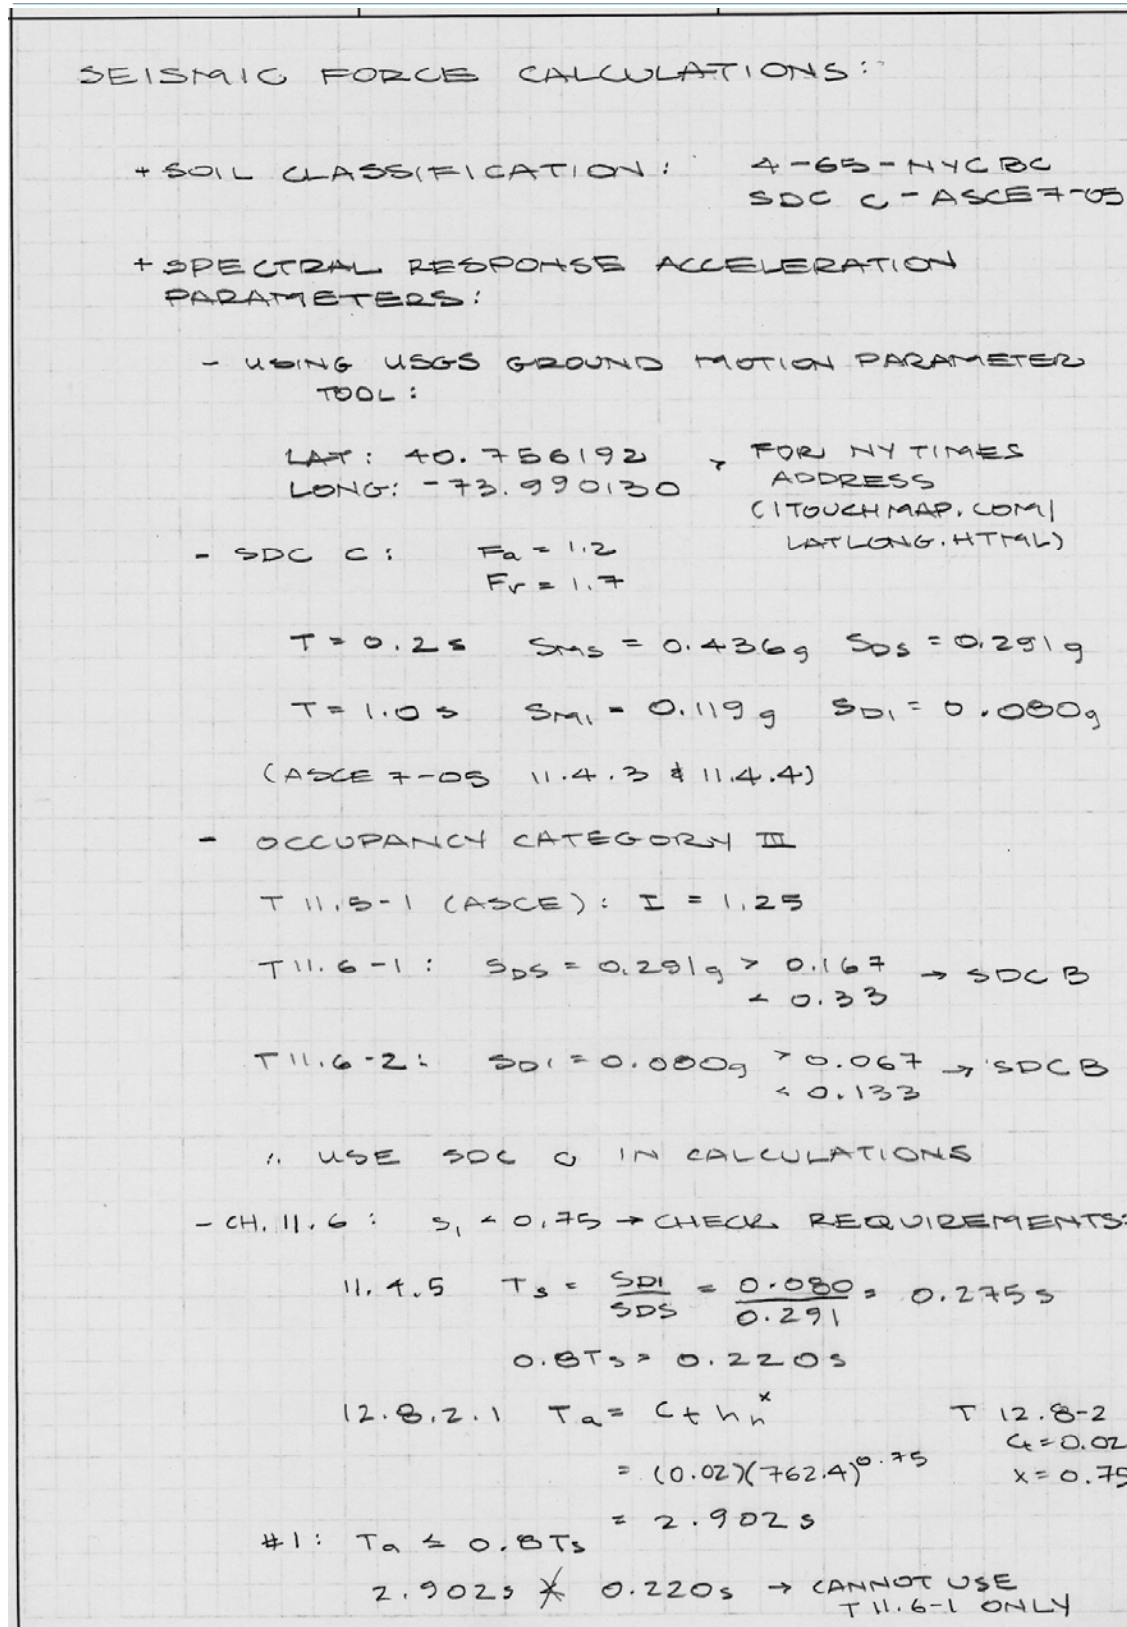 SEISMIC FORCE CALCULATIONS:
+ SOIL CLASSIFICATION: 4-65-NYCBC
SDC C - ASCE 7-05
+ SPECTRAL RESPONSE ACCELERATION
PARAMETERS:
- USING USGS GROUND MOTION PARAMETER
TOOL:
LAT: 40.756192 , FOR NY TIMES
LONG: -73.990130 ADDRESS
(ITOUCHMAP.COM/
LATLONG.HTML)
- SDC C: Fa = 1.2
Fv = 1.7
T = 0.2 s SMS = 0.436g SDS = 0.291g
T = 1.0 s SM1 = 0.119g SD1 = 0.080g
(ASCE 7-05 11.4.3 & 11.4.4)
- OCCUPANCY CATEGORY III
T 11.5-1 (ASCE): I = 1.25
T 11.6-1: SDS = 0.291g > 0.167 → SDC B
< 0.33
T 11.6-2: SD1 = 0.080g > 0.067 → SDC B
< 0.133
∴ USE SDC C IN CALCULATIONS
- CH. 11.6: S1 < 0.75 → CHECK REQUIREMENTS:
11.4.5 Ts = SD1/SDS = 0.080/0.291 = 0.275 s
0.8Ts = 0.220s
12.8.2.1 Ta = Ct hn^x T 12.8-2
Ct = 0.02
= (0.02)(762.4)^0.75 x = 0.75
= 2.902 s
#1: Ta ≤ 0.8Ts
2.902s ≮ 0.220s → CANNOT USE
T 11.6-1 ONLY